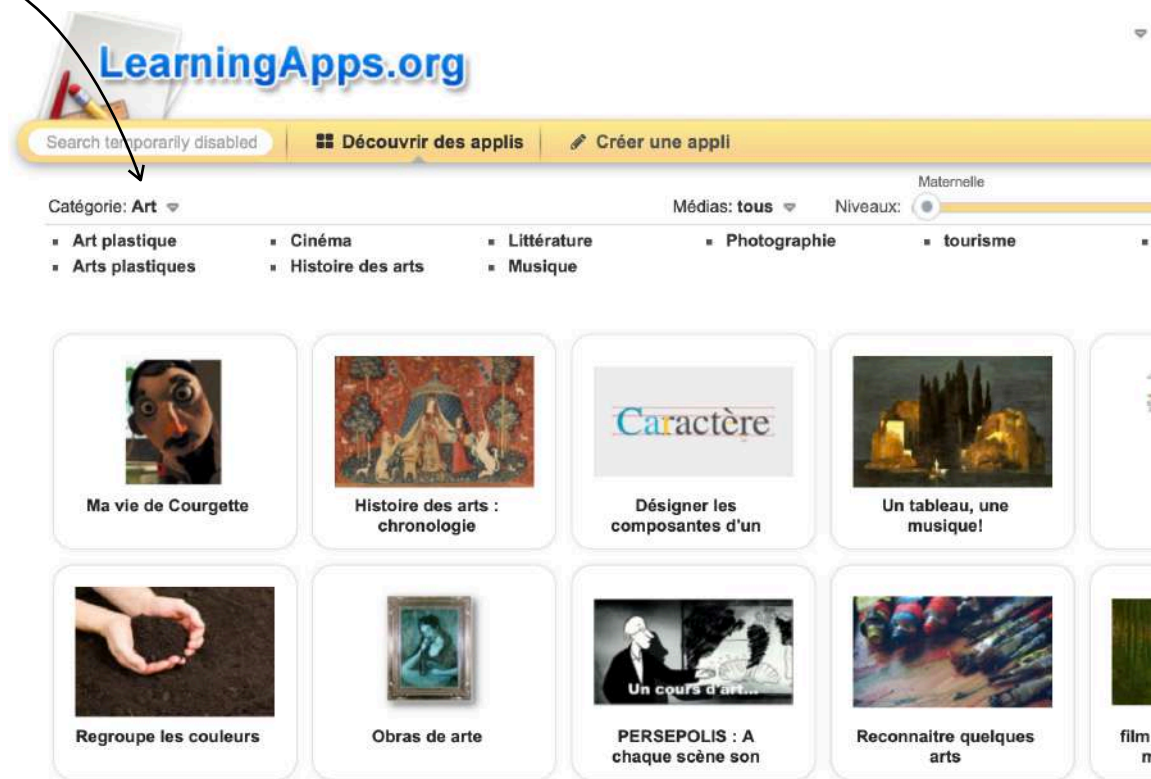 LearningApps.org
Search temporarily disabled
Découvrir des applis
Créer une appli
Maternelle
Catégorie: Art
Médias: tous
Niveaux:
Art plastique
Cinéma
Littérature
Photographie
tourisme
Arts plastiques
Histoire des arts
Musique
Caractère
Ma vie de Courgette
Histoire des arts :
chronologie
Désigner les
composantes d'un
Un tableau, une
musique!
Un cours d'art...
Regroupe les couleurs
Obras de arte
PERSEPOLIS : A
chaque scène son
Reconnaitre quelques
arts
film